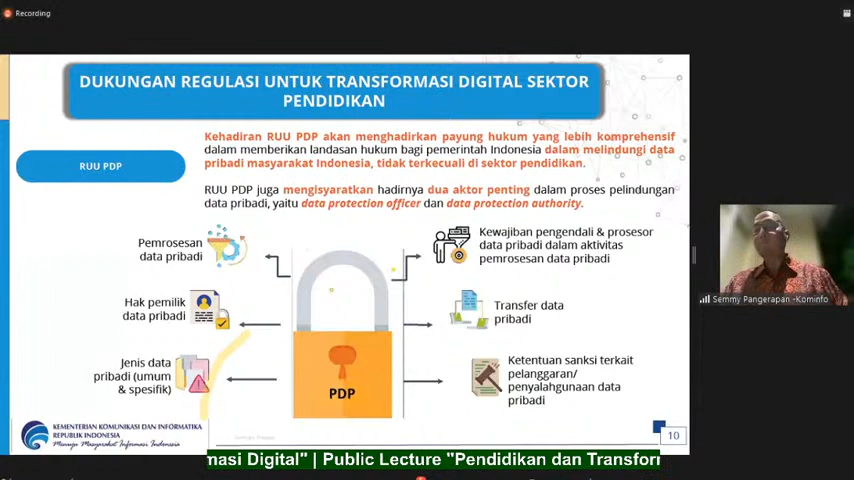 Recording
DUKUNGAN REGULASI UNTUK TRANSFORMASI DIGITAL SEKTOR
PENDIDIKAN
RUU PDP
Kehadiran RUU PDP akan menghadirkan payung hukum yang lebih komprehensif
dalam memberikan landasan hukum bagi pemerintah Indonesia dalam melindungi data
pribadi masyarakat Indonesia, tidak terkecuali di sektor pendidikan.
RUU PDP juga mengisyaratkan hadirnya dua aktor penting dalam proses pelindungan
data pribadi, yaitu data protection officer dan data protection authority.
Pemrosesan
data pribadi
Hak pemilik
data pribadi
Jenis data
pribadi (umum
& spesifik)
PDP
Kewajiban pengendali & prosesor
data pribadi dalam aktivitas
pemrosesan data pribadi
Transfer data
pribadi
Ketentuan sanksi terkait
pelanggaran/
penyalahgunaan data
pribadi
Semmy Pangerapan -Kominfo
KEMENTERIAN KOMUNIKASI DAN INFORMATIKA
REPUBLIK INDONESIA
Menuju Masyarakat Informasi Indonesia
10
masi Digital" | Public Lecture "Pendidikan dan Transfor